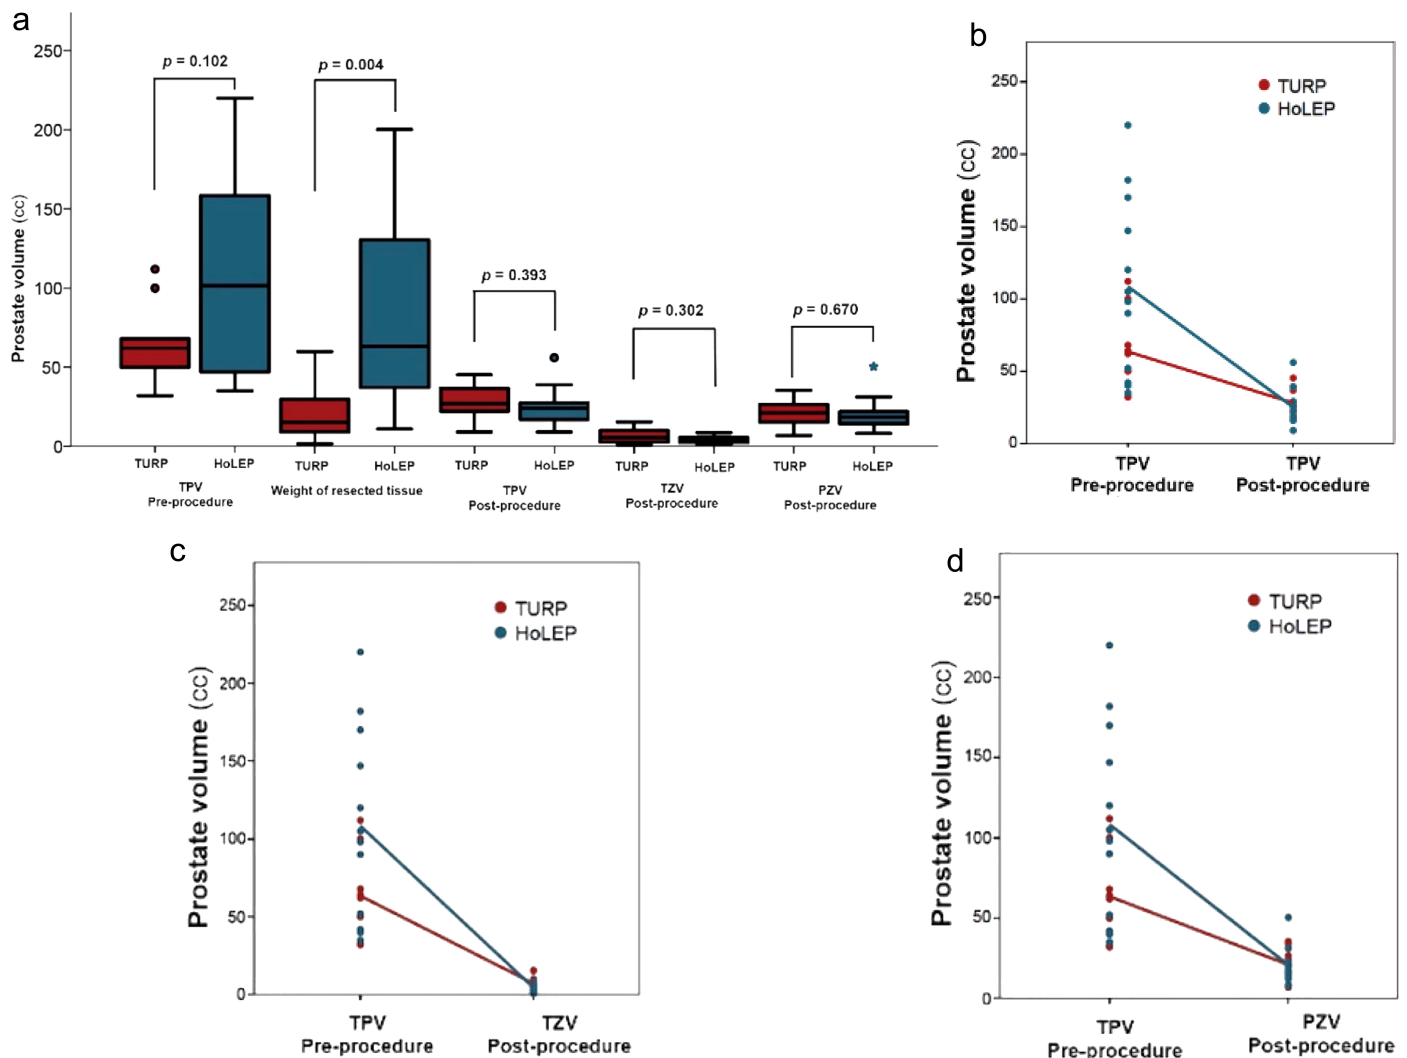 a
Prostate volume (cc)
250
200
150
100
50
0
p = 0.102
p = 0.004
p = 0.393
p = 0.302
p = 0.670
TURP HoLEP TURP HoLEP TURP HoLEP TURP HoLEP TURP HoLEP
TPV
Pre-procedure
Weight of resected tissue
TPV
Post-procedure
TZV
Post-procedure
PZV
Post-procedure
b
Prostate volume (cc)
250
200
150
100
50
0
TURP
HoLEP
TPV
Pre-procedure
TPV
Post-procedure
c
Prostate volume (cc)
250
200
150
100
50
0
TURP
HoLEP
TPV
Pre-procedure
TZV
Post-procedure
d
Prostate volume (cc)
250
200
150
100
50
0
TURP
HoLEP
TPV
Pre-procedure
PZV
Post-procedure